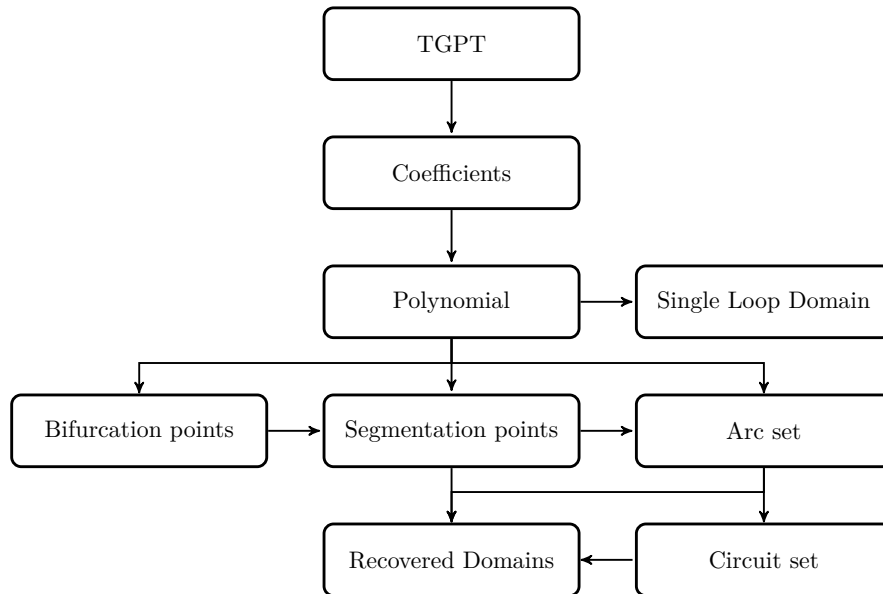 TGPT
Coefficients
Polynomial
Single Loop Domain
Bifurcation points
Segmentation points
Arc set
Recovered Domains
Circuit set